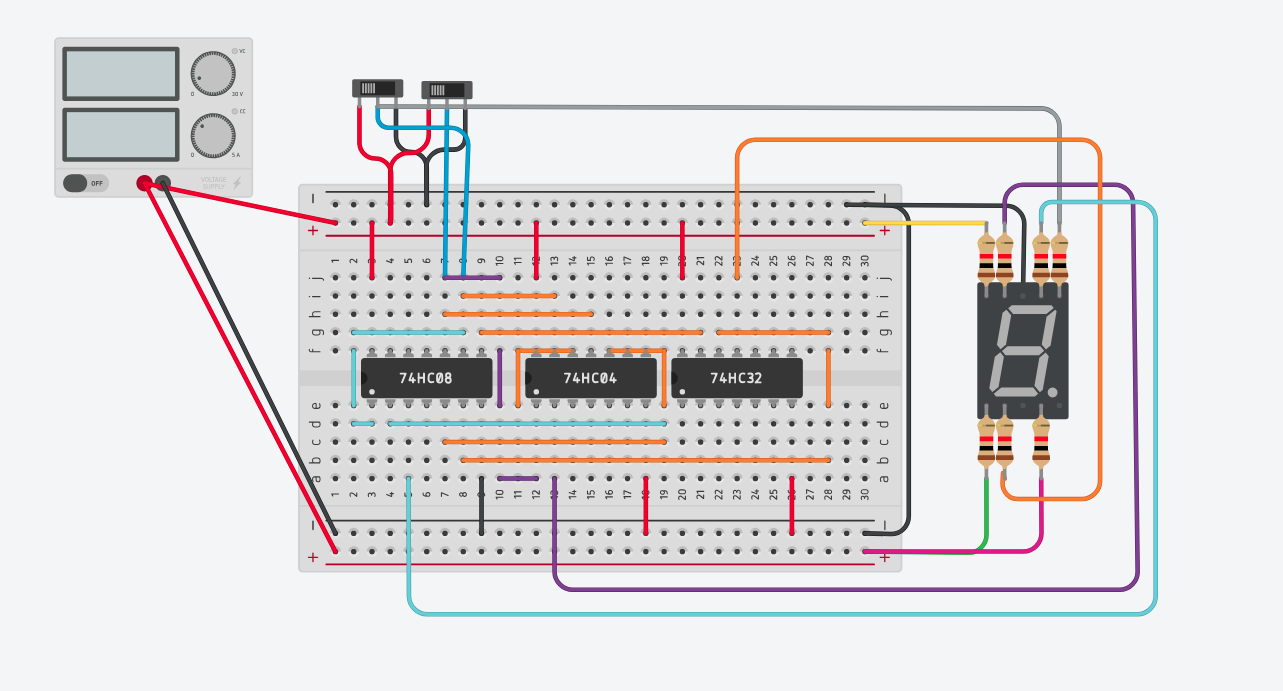 VC
0
30 V
CC
0
5 A
OFF
VOLTAGE
SUPPLY
−
+
−
+
1 2 3 4 5 6 7 8 9 10 11 12 13 14 15 16 17 18 19 20 21 22 23 24 25 26 27 28 29 30
j j
i i
h h
g g
f f
74HC08 74HC04 74HC32
e e
d d
c c
b b
a a
1 2 3 4 5 6 7 8 9 10 11 12 13 14 15 16 17 18 19 20 21 22 23 24 25 26 27 28 29 30
−
+
−
+